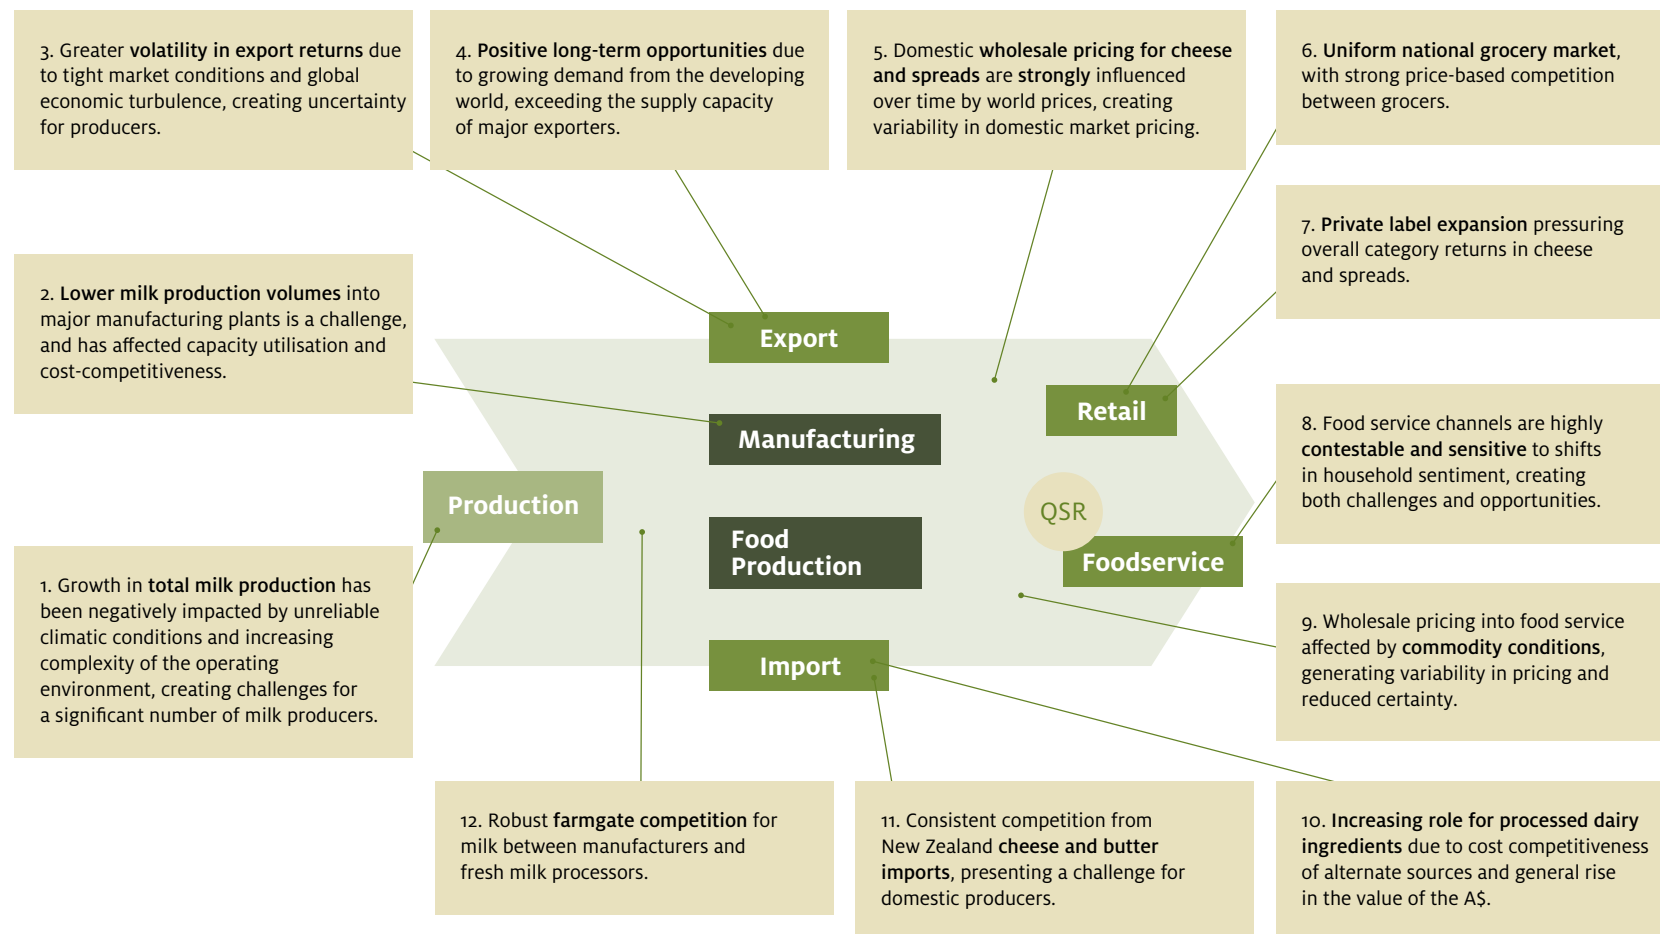 3. Greater volatility in export returns due
to tight market conditions and global
economic turbulence, creating uncertainty
for producers.
4. Positive long-term opportunities due
to growing demand from the developing
world, exceeding the supply capacity
of major exporters.
5. Domestic wholesale pricing for cheese
and spreads are strongly influenced
over time by world prices, creating
variability in domestic market pricing.
6. Uniform national grocery market,
with strong price-based competition
between grocers.
7. Private label expansion pressuring
overall category returns in cheese
and spreads.
2. Lower milk production volumes into
major manufacturing plants is a challenge,
and has affected capacity utilisation and
cost-competitiveness.
Export
Retail
Manufacturing
8. Food service channels are highly
contestable and sensitive to shifts
in household sentiment, creating
both challenges and opportunities.
Production
QSR
Food
Production
Foodservice
1. Growth in total milk production has
been negatively impacted by unreliable
climatic conditions and increasing
complexity of the operating
environment, creating challenges for
a significant number of milk producers.
9. Wholesale pricing into food service
affected by commodity conditions,
generating variability in pricing and
reduced certainty.
Import
12. Robust farmgate competition for
milk between manufacturers and
fresh milk processors.
11. Consistent competition from
New Zealand cheese and butter
imports, presenting a challenge for
domestic producers.
10. Increasing role for processed dairy
ingredients due to cost competitiveness
of alternate sources and general rise
in the value of the A$.